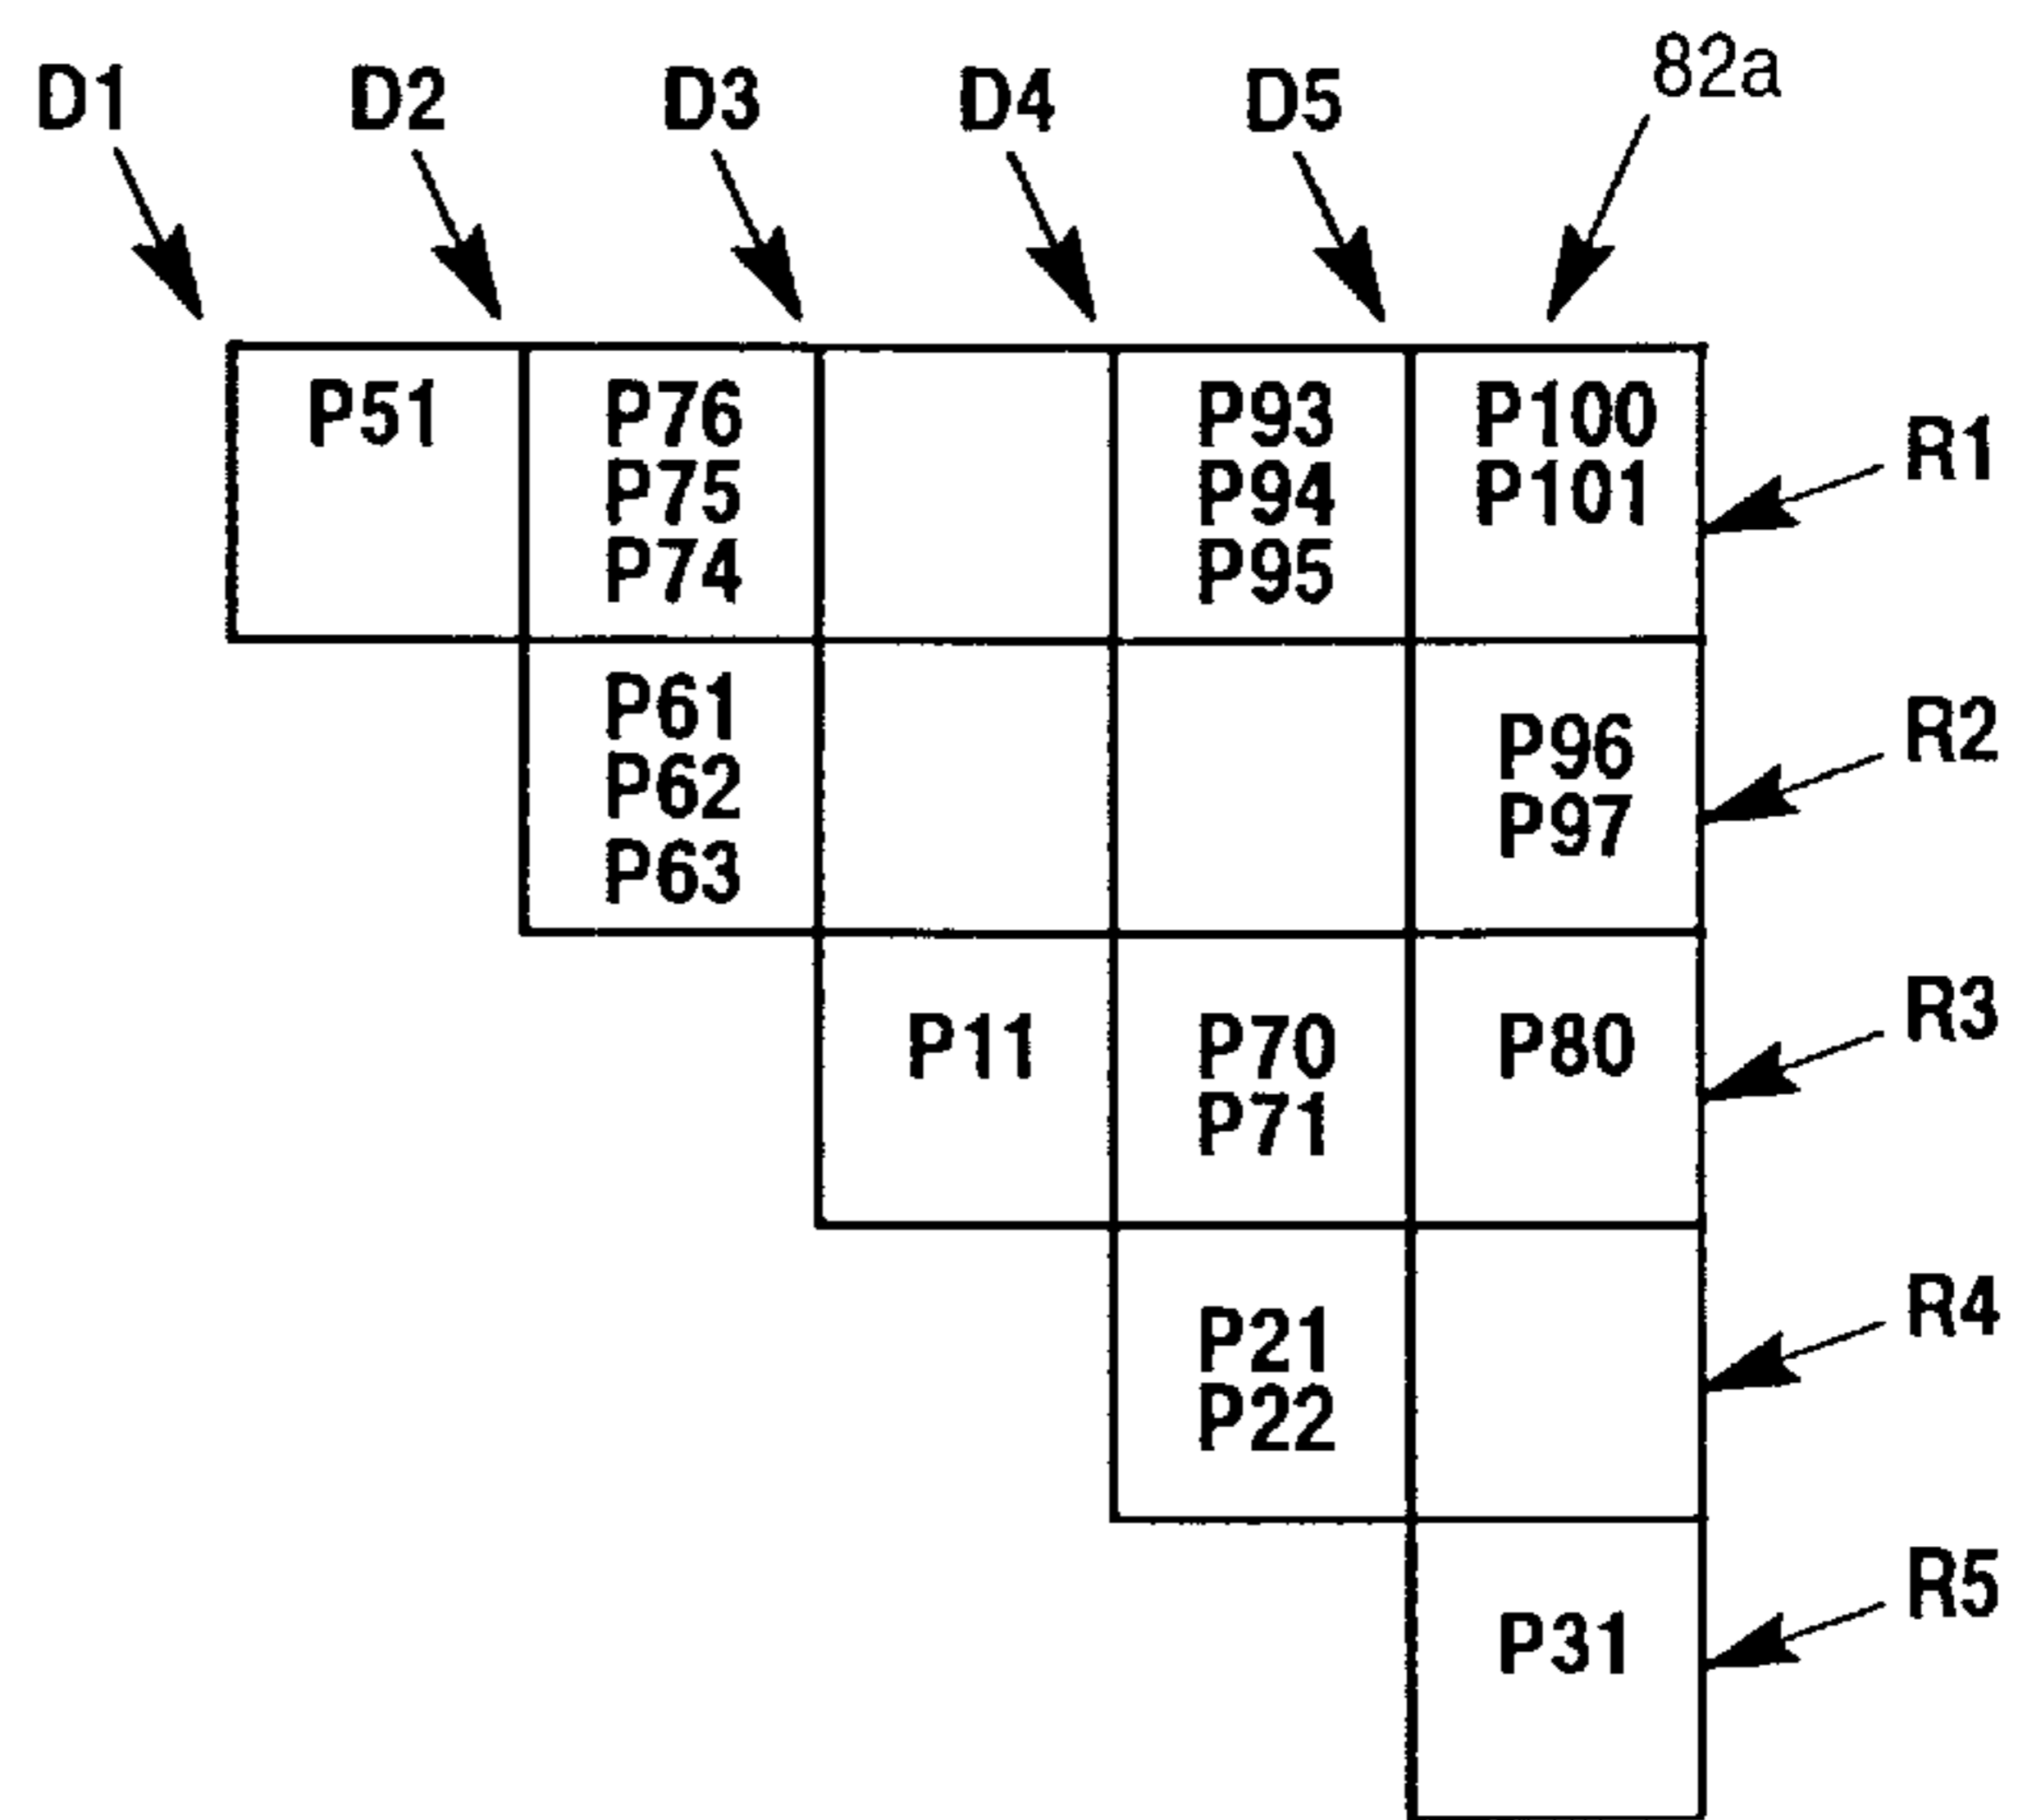 D1 D2 D3 D4 D5 82a
P51 P76 P93 P100 R1
P75 P94 P101
P74 P95
P61 P96 R2
P62 P97
P63
P11 P70 P80 R3
P71
P21 R4
P22
P31 R5